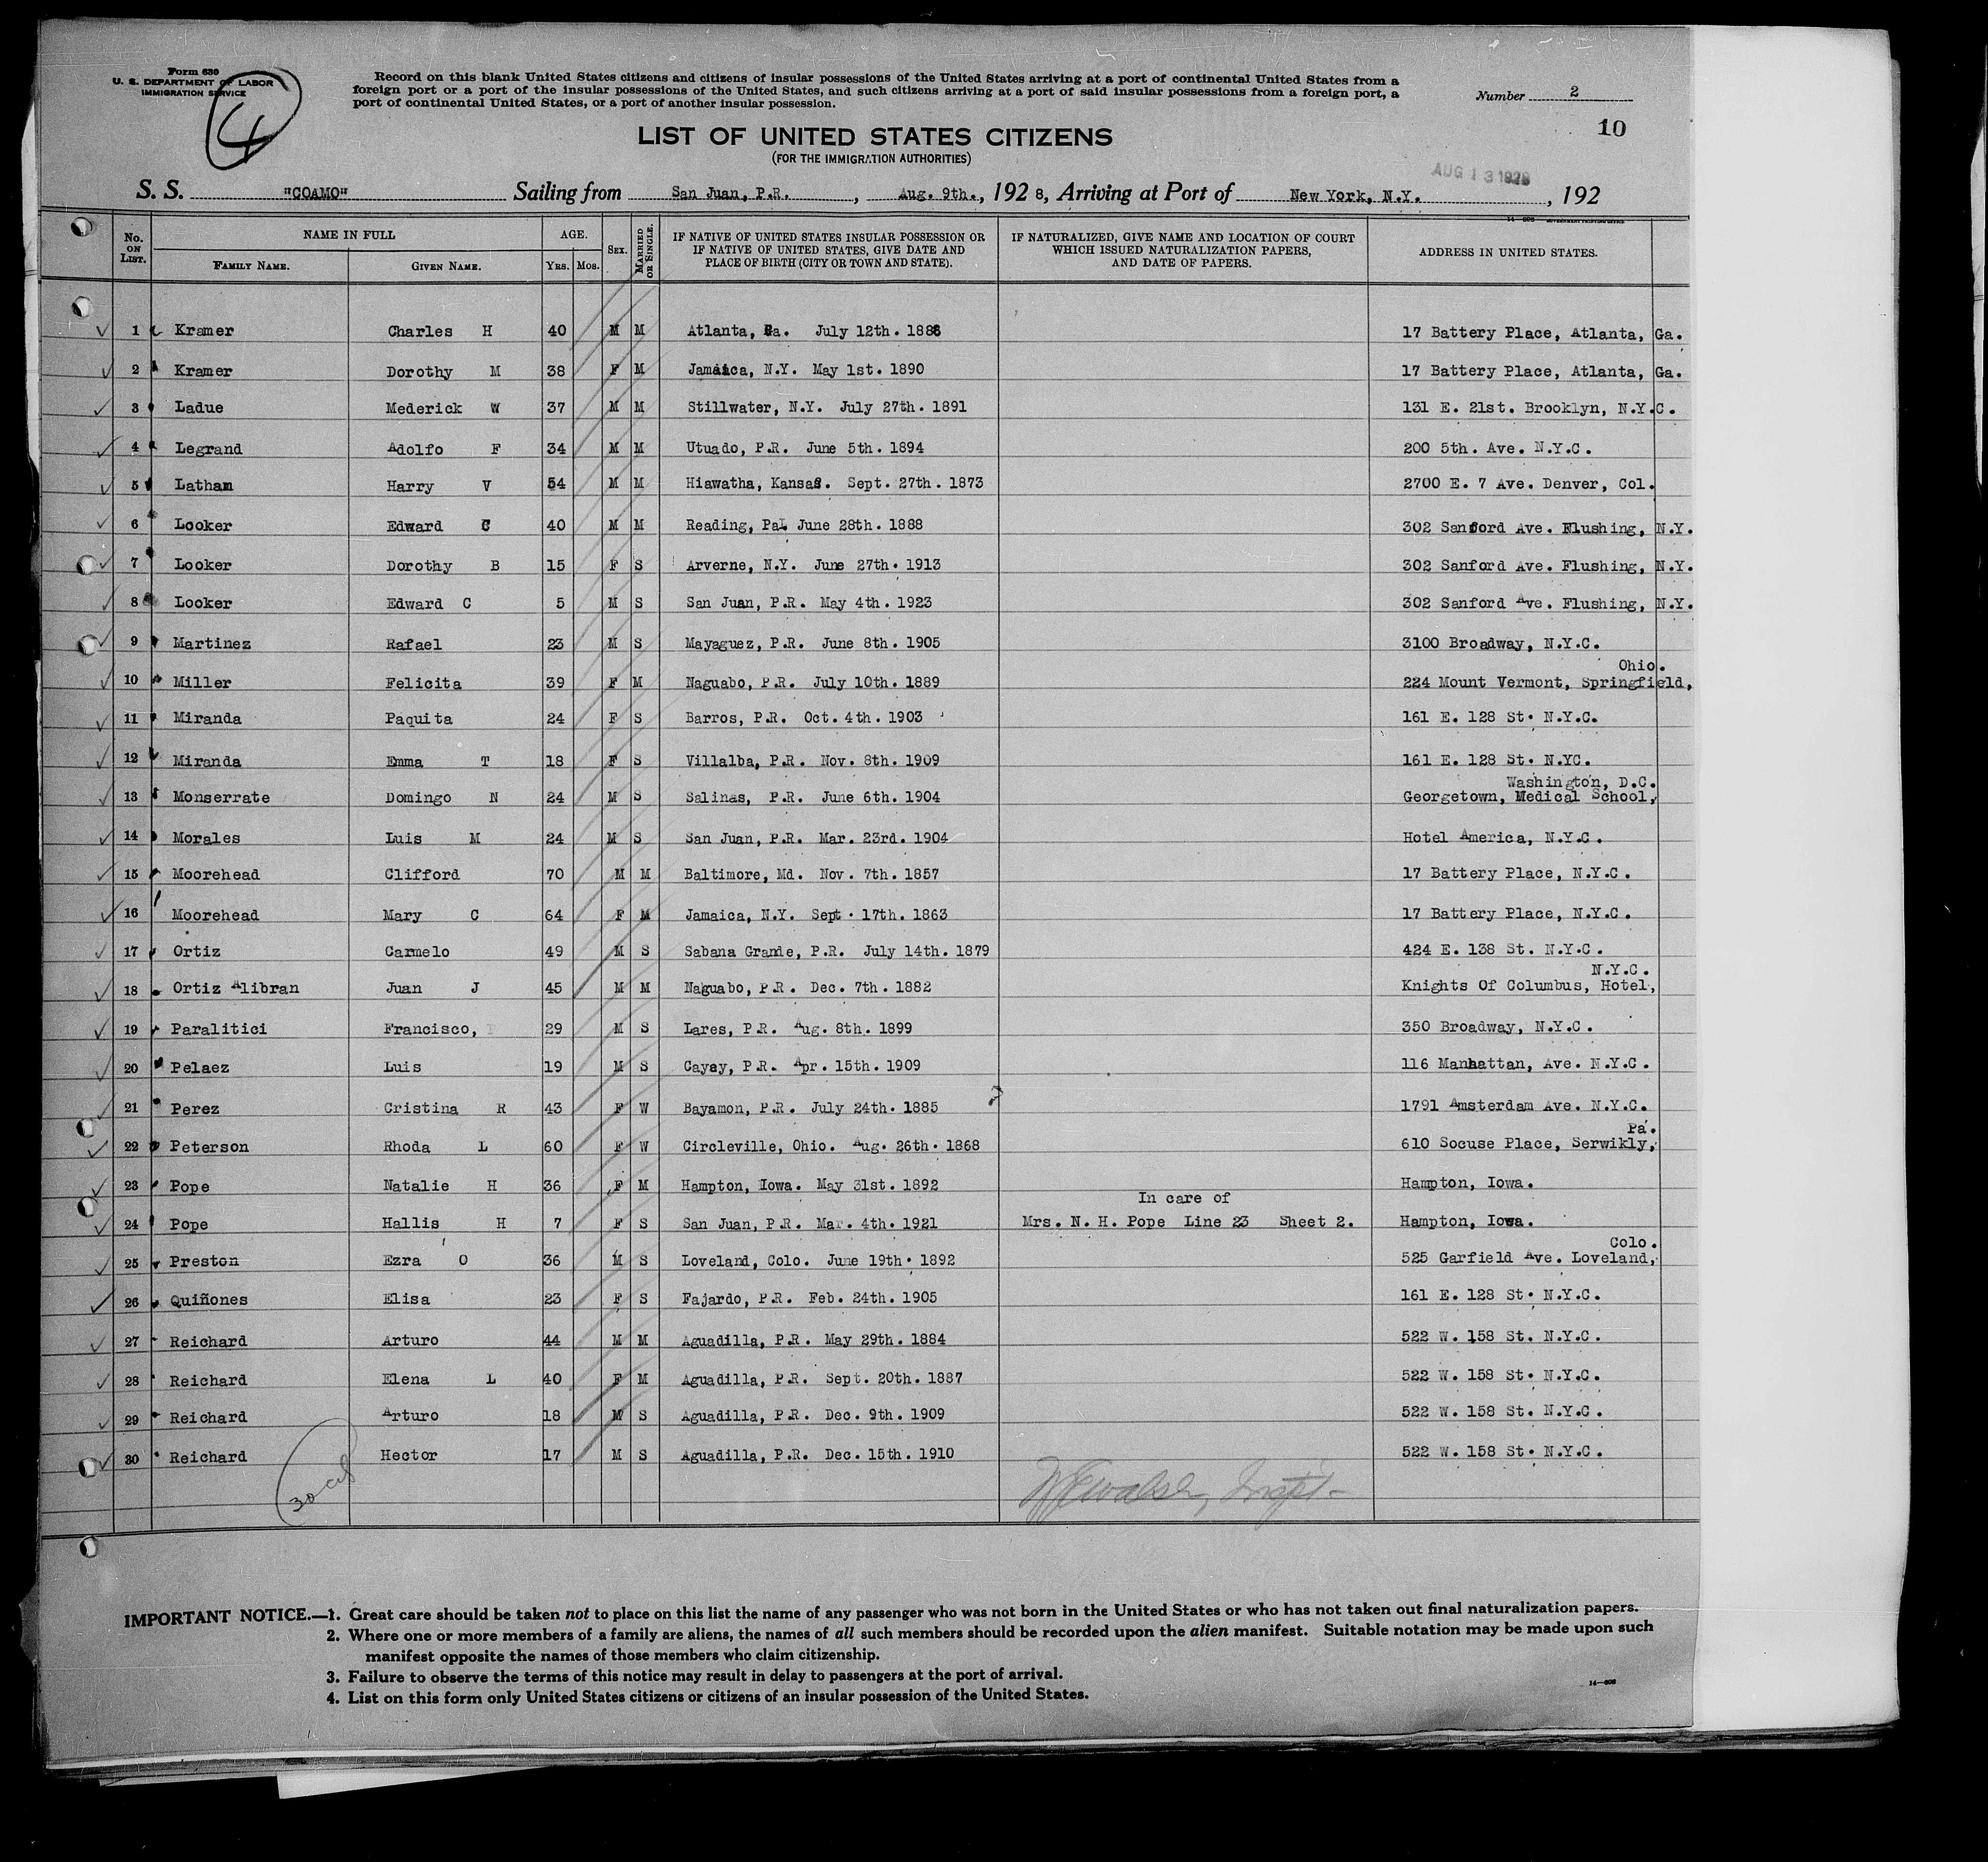 Form 630
U. S. DEPARTMENT OF LABOR
IMMIGRATION SERVICE
4
Record on this blank United States citizens and citizens of insular possessions of the United States arriving at a port of continental United States from a
foreign port or a port of the insular possessions of the United States, and such citizens arriving at a port of said insular possessions from a foreign port, a
port of continental United States, or a port of another insular possession.
Number 2
10
LIST OF UNITED STATES CITIZENS
(FOR THE IMMIGRATION AUTHORITIES)
AUG 13 1928
S. S. "COAMO" Sailing from San Juan, P.R., Aug. 9th., 1928, Arriving at Port of New York, N.Y., 192
No. ON LIST. NAME IN FULL FAMILY NAME. GIVEN NAME. AGE. YRS. MOS. SEX. MARRIED OR SINGLE. IF NATIVE OF UNITED STATES INSULAR POSSESSION OR IF NATIVE OF UNITED STATES, GIVE DATE AND PLACE OF BIRTH (CITY OR TOWN AND STATE). IF NATURALIZED, GIVE NAME AND LOCATION OF COURT WHICH ISSUED NATURALIZATION PAPERS, AND DATE OF PAPERS. ADDRESS IN UNITED STATES.
1 Kramer Charles H 40 M M Atlanta, Ga. July 12th. 1888 17 Battery Place, Atlanta, Ga.
2 Kramer Dorothy M 38 F M Jamaica, N.Y. May 1st. 1890 17 Battery Place, Atlanta, Ga.
3 Ladue Mederick W 37 M M Stillwater, N.Y. July 27th. 1891 131 E. 21st. Brooklyn, N.Y.C.
4 Legrand Adolfo F 34 M M Utuado, P.R. June 5th. 1894 200 5th. Ave. N.Y.C.
5 Latham Harry V 54 M M Hiawatha, Kansas. Sept. 27th. 1873 2700 E. 7 Ave. Denver, Col.
6 Looker Edward C 40 M M Reading, Pa. June 28th. 1888 302 Sanford Ave. Flushing, N.Y.
7 Looker Dorothy B 15 F S Arverne, N.Y. June 27th. 1913 302 Sanford Ave. Flushing, N.Y.
8 Looker Edward C 5 M S San Juan, P.R. May 4th. 1923 302 Sanford Ave. Flushing, N.Y.
9 Martinez Rafael 23 M S Mayaguez, P.R. June 8th. 1905 3100 Broadway, N.Y.C.
Ohio.
10 Miller Felicita 39 F M Naguabo, P.R. July 10th. 1889 224 Mount Vermont, Springfield,
11 Miranda Paquita 24 F S Barros, P.R. Oct. 4th. 1903 161 E. 128 St. N.Y.C.
12 Miranda Emma T 18 F S Villalba, P.R. Nov. 8th. 1909 161 E. 128 St. N.YC.
Washington, D.C.
13 Monserrate Domingo N 24 M S Salinas, P.R. June 6th. 1904 Georgetown, Medical School,
14 Morales Luis M 24 M S San Juan, P.R. Mar. 23rd. 1904 Hotel America, N.Y.C.
15 Moorehead Clifford 70 M M Baltimore, Md. Nov. 7th. 1857 17 Battery Place, N.Y.C.
16 Moorehead Mary C 64 F M Jamaica, N.Y. Sept. 17th. 1863 17 Battery Place, N.Y.C.
17 Ortiz Carmelo 49 M S Sabana Grande, P.R. July 14th. 1879 424 E. 138 St. N.Y.C.
N.Y.C.
18 Ortiz Alibran Juan J 45 M M Naguabo, P.R. Dec. 7th. 1882 Knights Of Columbus, Hotel,
19 Paralitici Francisco, 29 M S Lares, P.R. Aug. 8th. 1899 350 Broadway, N.Y.C.
20 Pelaez Luis 19 M S Cayey, P.R. Apr. 15th. 1909 116 Manhattan, Ave. N.Y.C.
21 Perez Cristina R 43 F W Bayamon, P.R. July 24th. 1885 1791 Amsterdam Ave. N.Y.C.
Pa.
22 Peterson Rhoda L 60 F W Circleville, Ohio. Aug. 26th. 1868 610 Socuse Place, Serwikly,
23 Pope Natalie H 36 F M Hampton, Iowa. May 31st. 1892 Hampton, Iowa.
In care of
24 Pope Hallis H 7 F S San Juan, P.R. Mar. 4th. 1921 Mrs. N. H. Pope Line 23 Sheet 2. Hampton, Iowa.
Colo.
25 Preston Ezra O 36 M S Loveland, Colo. June 19th. 1892 525 Garfield Ave. Loveland,
26 Quiñones Elisa 23 F S Fajardo, P.R. Feb. 24th. 1905 161 E. 128 St. N.Y.C.
27 Reichard Arturo 44 M M Aguadilla, P.R. May 29th. 1884 522 W. 158 St. N.Y.C.
28 Reichard Elena L 40 F M Aguadilla, P.R. Sept. 20th. 1887 522 W. 158 St. N.Y.C.
29 Reichard Arturo 18 M S Aguadilla, P.R. Dec. 9th. 1909 522 W. 158 St. N.Y.C.
30 Reichard Hector 17 M S Aguadilla, P.R. Dec. 15th. 1910 522 W. 158 St. N.Y.C.
IMPORTANT NOTICE.—1. Great care should be taken not to place on this list the name of any passenger who was not born in the United States or who has not taken out final naturalization papers.
2. Where one or more members of a family are aliens, the names of all such members should be recorded upon the alien manifest. Suitable notation may be made upon such
manifest opposite the names of those members who claim citizenship.
3. Failure to observe the terms of this notice may result in delay to passengers at the port of arrival.
4. List on this form only United States citizens or citizens of an insular possession of the United States.